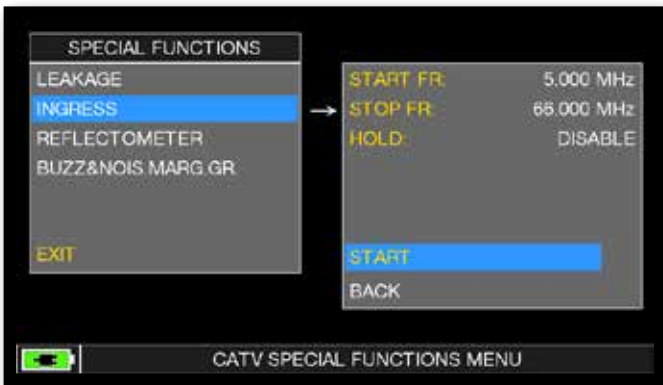 SPECIAL FUNCTIONS
LEAKAGE
INGRESS
REFLECTOMETER
BUZZ&NOIS.MARG.GR
EXIT
→
START FR: 5.000 MHz
STOP FR: 66.000 MHz
HOLD: DISABLE
START
BACK
CATV SPECIAL FUNCTIONS MENU